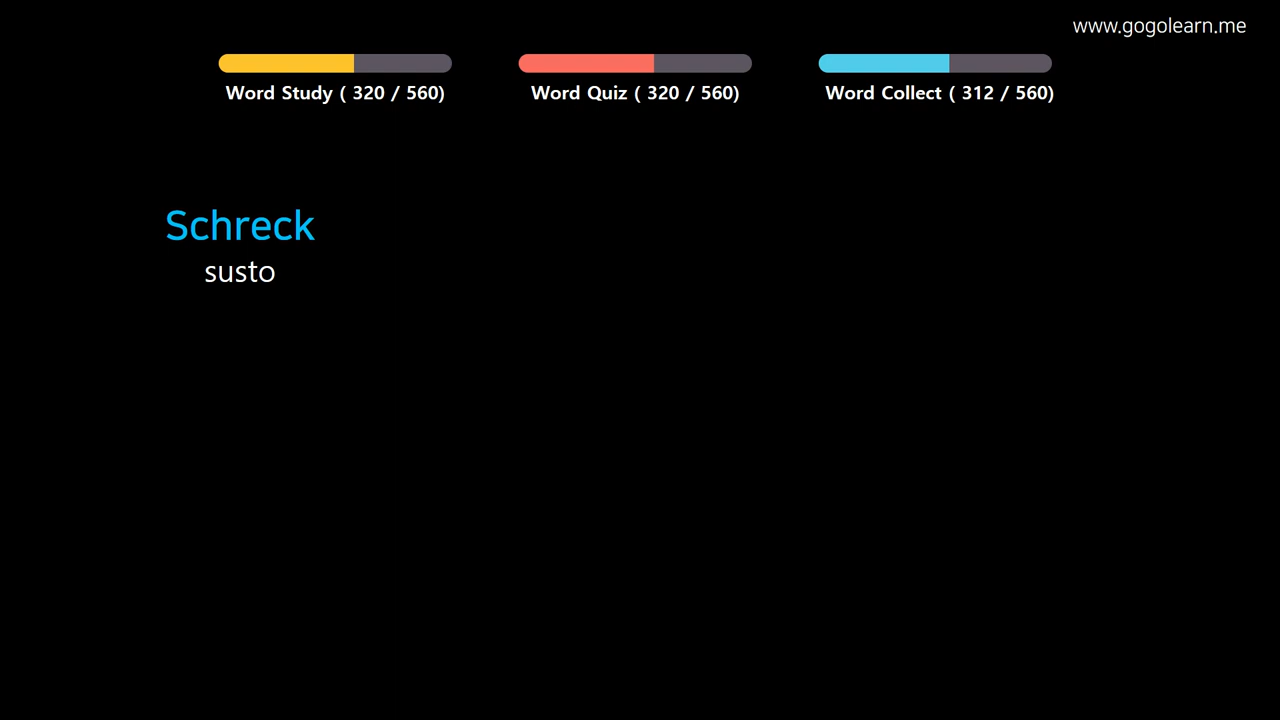 www.gogolearn.me
Word Study ( 320 / 560)
Word Quiz ( 320 / 560)
Word Collect ( 312 / 560)
Schreck
susto